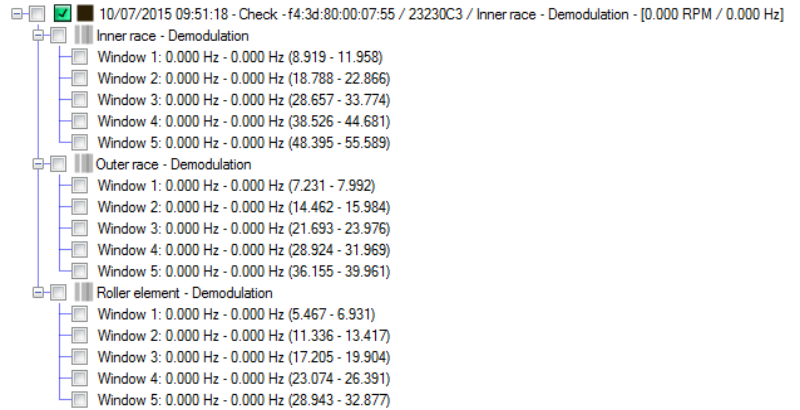 10/07/2015 09:51:18 - Check - f4:3d:80:00:07:55 / 23230C3 / Inner race - Demodulation - [0.000 RPM / 0.000 Hz]
Inner race - Demodulation
Window 1: 0.000 Hz - 0.000 Hz (8.919 - 11.958)
Window 2: 0.000 Hz - 0.000 Hz (18.788 - 22.866)
Window 3: 0.000 Hz - 0.000 Hz (28.657 - 33.774)
Window 4: 0.000 Hz - 0.000 Hz (38.526 - 44.681)
Window 5: 0.000 Hz - 0.000 Hz (48.395 - 55.589)
Outer race - Demodulation
Window 1: 0.000 Hz - 0.000 Hz (7.231 - 7.992)
Window 2: 0.000 Hz - 0.000 Hz (14.462 - 15.984)
Window 3: 0.000 Hz - 0.000 Hz (21.693 - 23.976)
Window 4: 0.000 Hz - 0.000 Hz (28.924 - 31.969)
Window 5: 0.000 Hz - 0.000 Hz (36.155 - 39.961)
Roller element - Demodulation
Window 1: 0.000 Hz - 0.000 Hz (5.467 - 6.931)
Window 2: 0.000 Hz - 0.000 Hz (11.336 - 13.417)
Window 3: 0.000 Hz - 0.000 Hz (17.205 - 19.904)
Window 4: 0.000 Hz - 0.000 Hz (23.074 - 26.391)
Window 5: 0.000 Hz - 0.000 Hz (28.943 - 32.877)